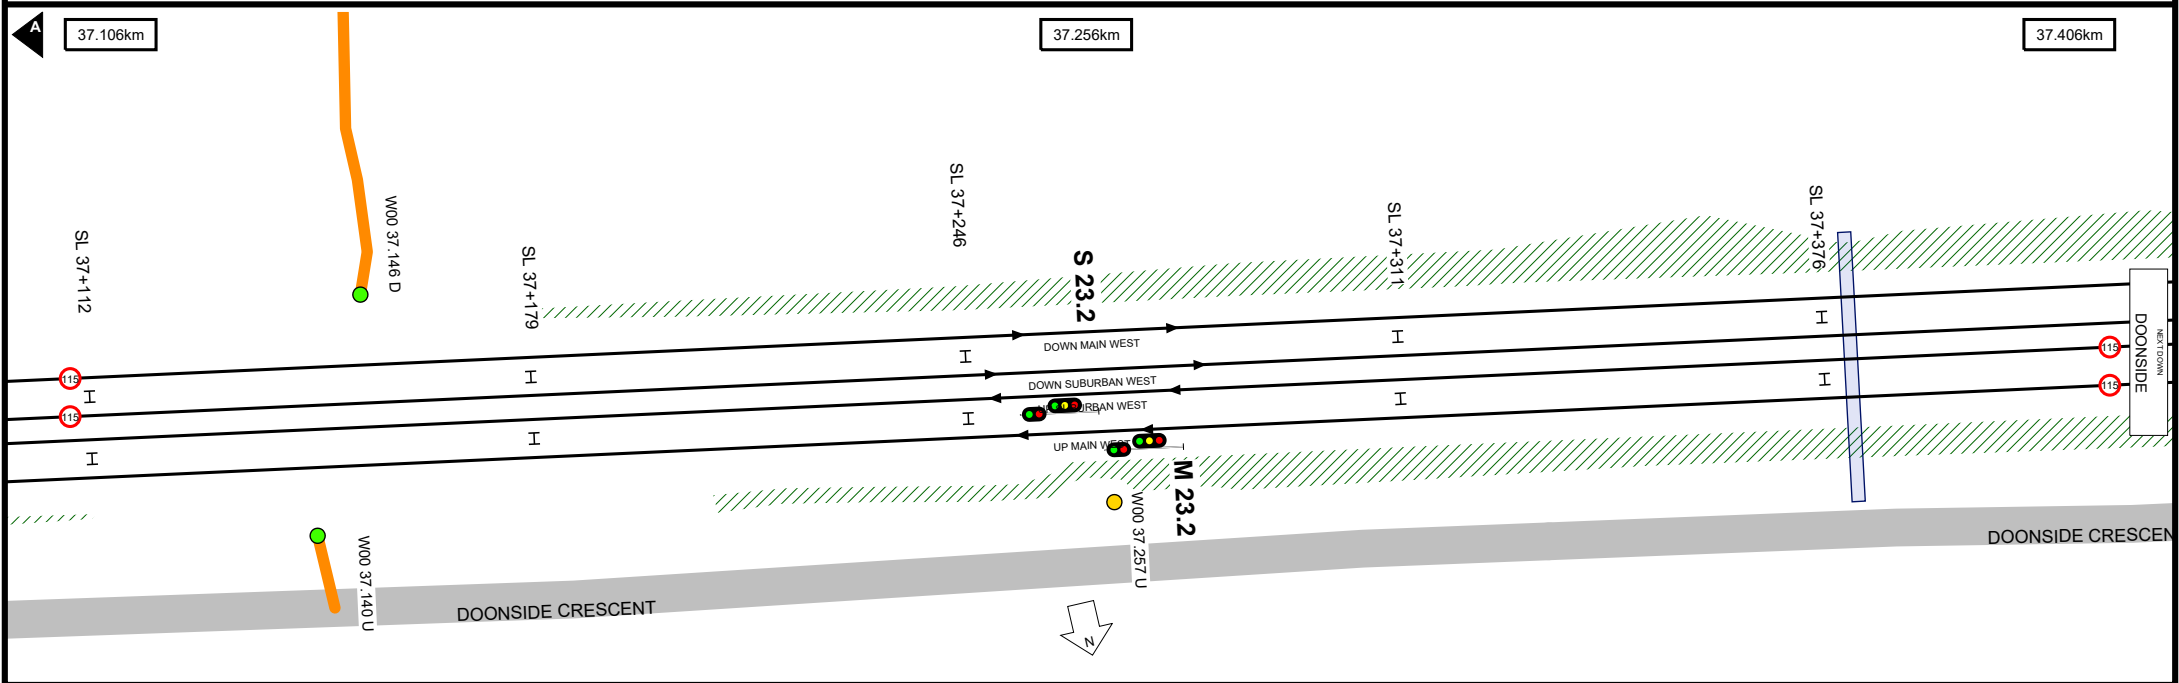 A
37.106km
37.256km
37.406km
SL 37+112
W00 37.146 D
SL 37+179
SL 37+246
S 23.2
SL 37+311
SL 37+376
DOWN MAIN WEST
DOWN SUBURBAN WEST
URBAN WEST
UP MAIN WEST
115
115
115
115
DOONSIDE
NEXT DOWN
M 23.2
W00 37.257 U
W00 37.140 U
DOONSIDE CRESCENT
DOONSIDE CRESCEN
N